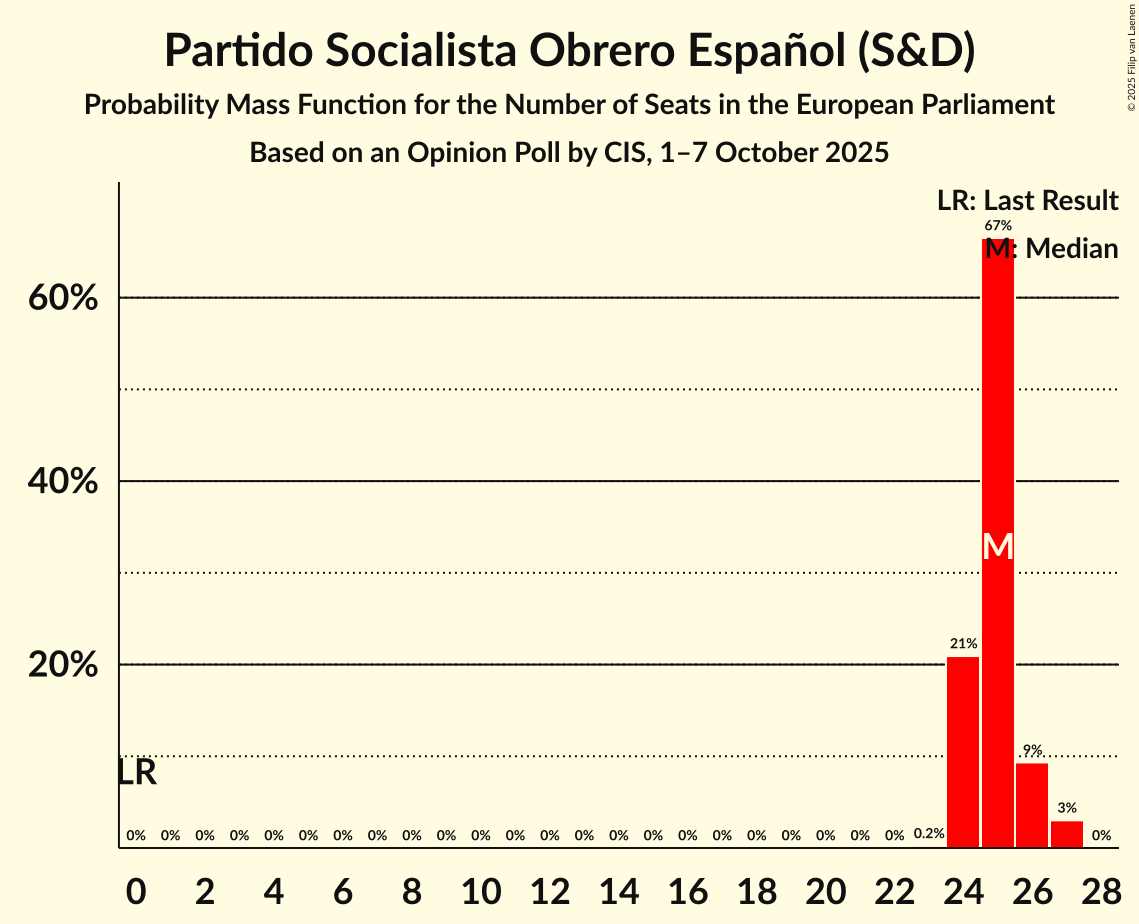 Partido Socialista Obrero Español (S&D)
Probability Mass Function for the Number of Seats in the European Parliament
Based on an Opinion Poll by CIS, 1–7 October 2025
© 2025 Filip van Laenen
LR: Last Result
M: Median
67%
60%
40%
M
21%
20%
9%
LR
3%
0% 0% 0% 0% 0% 0% 0% 0% 0% 0% 0% 0% 0% 0% 0% 0% 0% 0% 0% 0% 0% 0% 0% 0.2% 0%
0 2 4 6 8 10 12 14 16 18 20 22 24 26 28